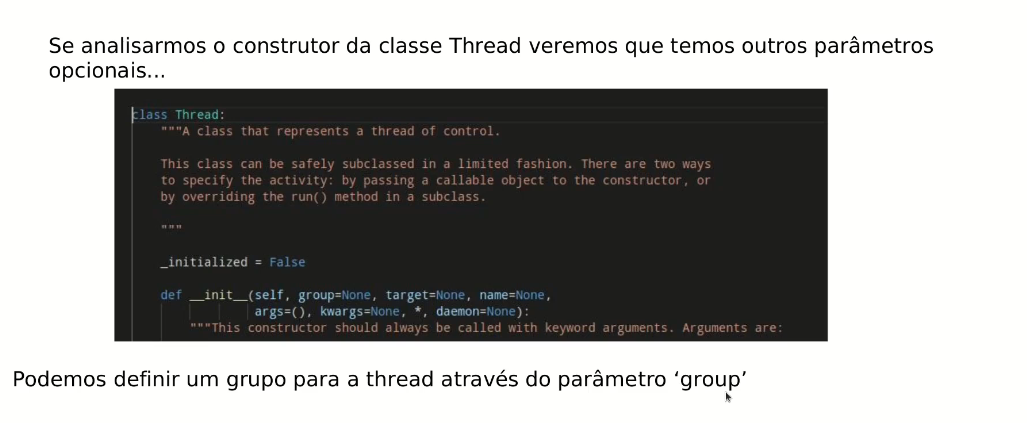 Se analisarmos o construtor da classe Thread veremos que temos outros parâmetros
opcionais...
class Thread:
"""A class that represents a thread of control.
This class can be safely subclassed in a limited fashion. There are two ways
to specify the activity: by passing a callable object to the constructor, or
by overriding the run() method in a subclass.
"""
_initialized = False
def __init__(self, group=None, target=None, name=None,
args=(), kwargs=None, *, daemon=None):
"""This constructor should always be called with keyword arguments. Arguments are:
Podemos definir um grupo para a thread através do parâmetro ‘group’